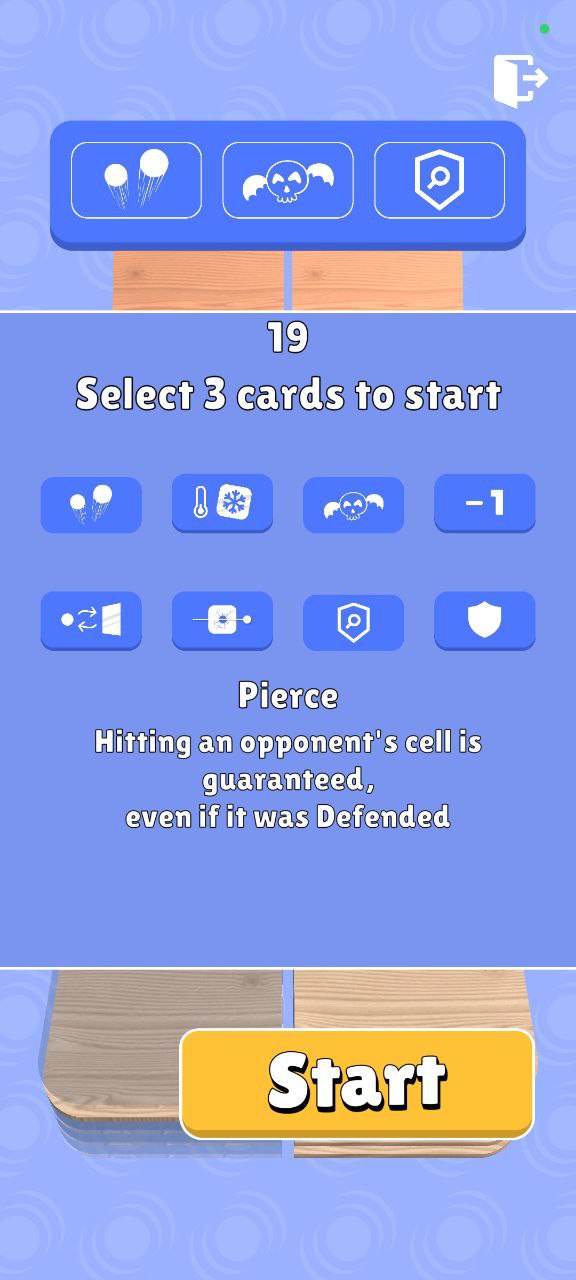 19
Select 3 cards to start
-1
Pierce
Hitting an opponent's cell is
guaranteed,
even if it was Defended
Start